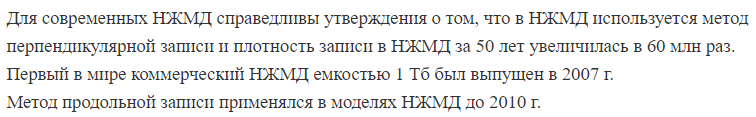 Для современных НЖМД справедливы утверждения о том, что в НЖМД используется метод
перпендикулярной записи и плотность записи в НЖМД за 50 лет увеличилась в 60 млн раз.
Первый в мире коммерческий НЖМД емкостью 1 Тб был выпущен в 2007 г.
Метод продольной записи применялся в моделях НЖМД до 2010 г.